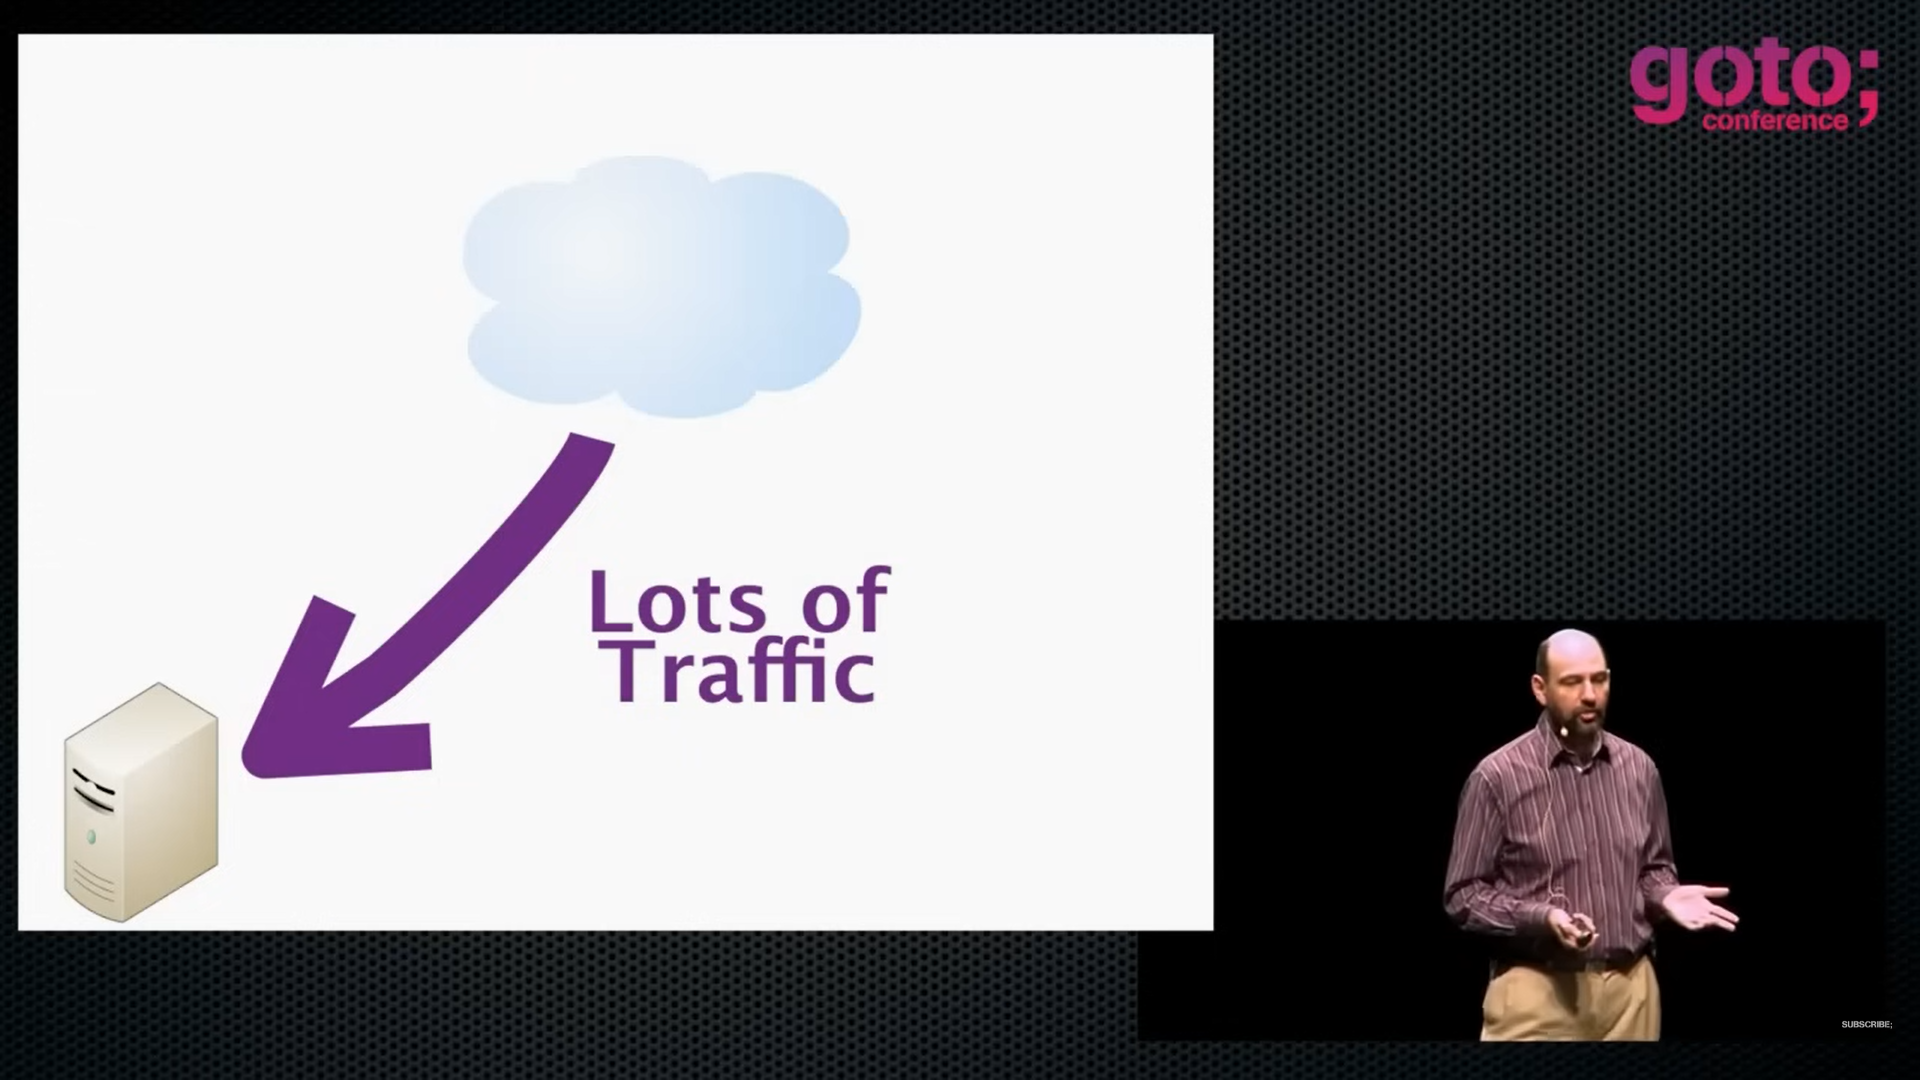 goto;
conference
Lots of
Traffic
SUBSCRIBE;